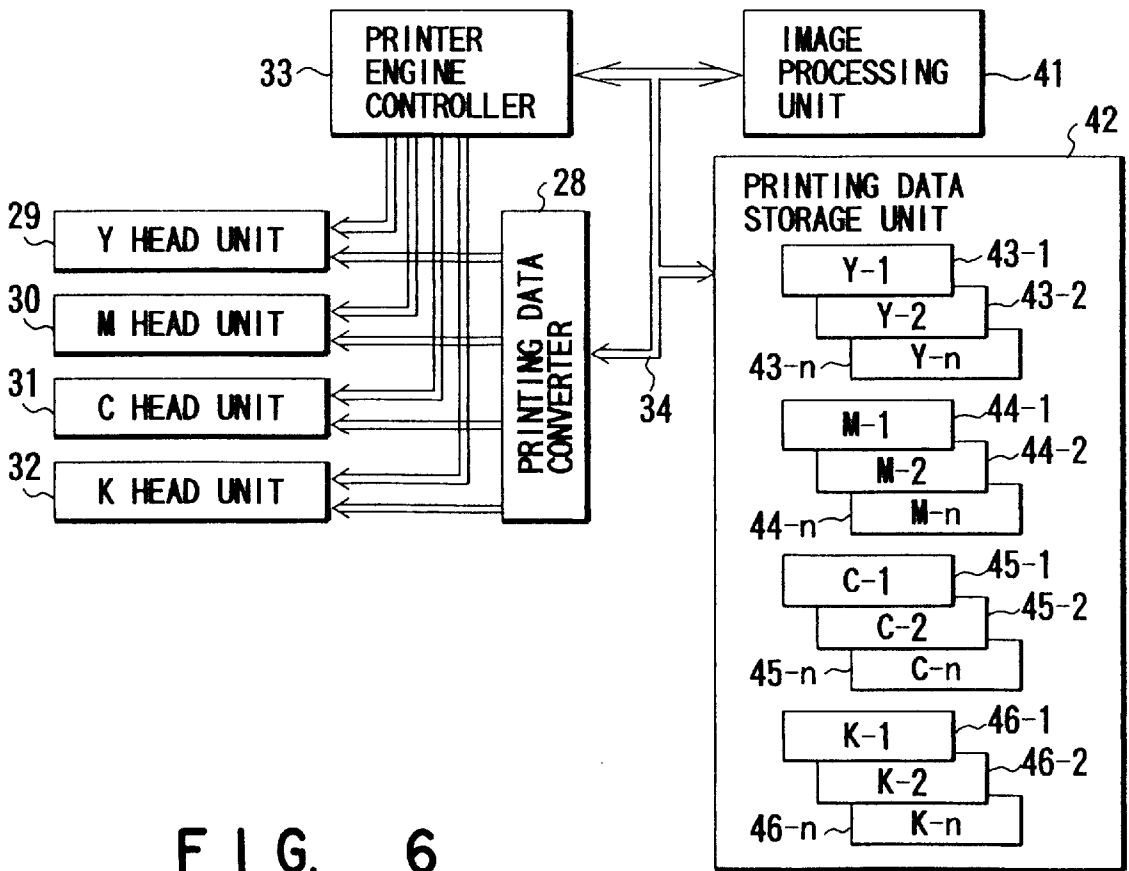 PRINTER
ENGINE
CONTROLLER
33
IMAGE
PROCESSING
UNIT
41
42
PRINTING DATA
STORAGE UNIT
28
PRINTING DATA
CONVERTER
29
Y HEAD UNIT
30
M HEAD UNIT
31
C HEAD UNIT
32
K HEAD UNIT
34
Y-1
43-1
Y-2
43-2
Y-n
43-n
M-1
44-1
M-2
44-2
M-n
44-n
C-1
45-1
C-2
45-2
C-n
45-n
K-1
46-1
K-2
46-2
K-n
46-n
FIG. 6